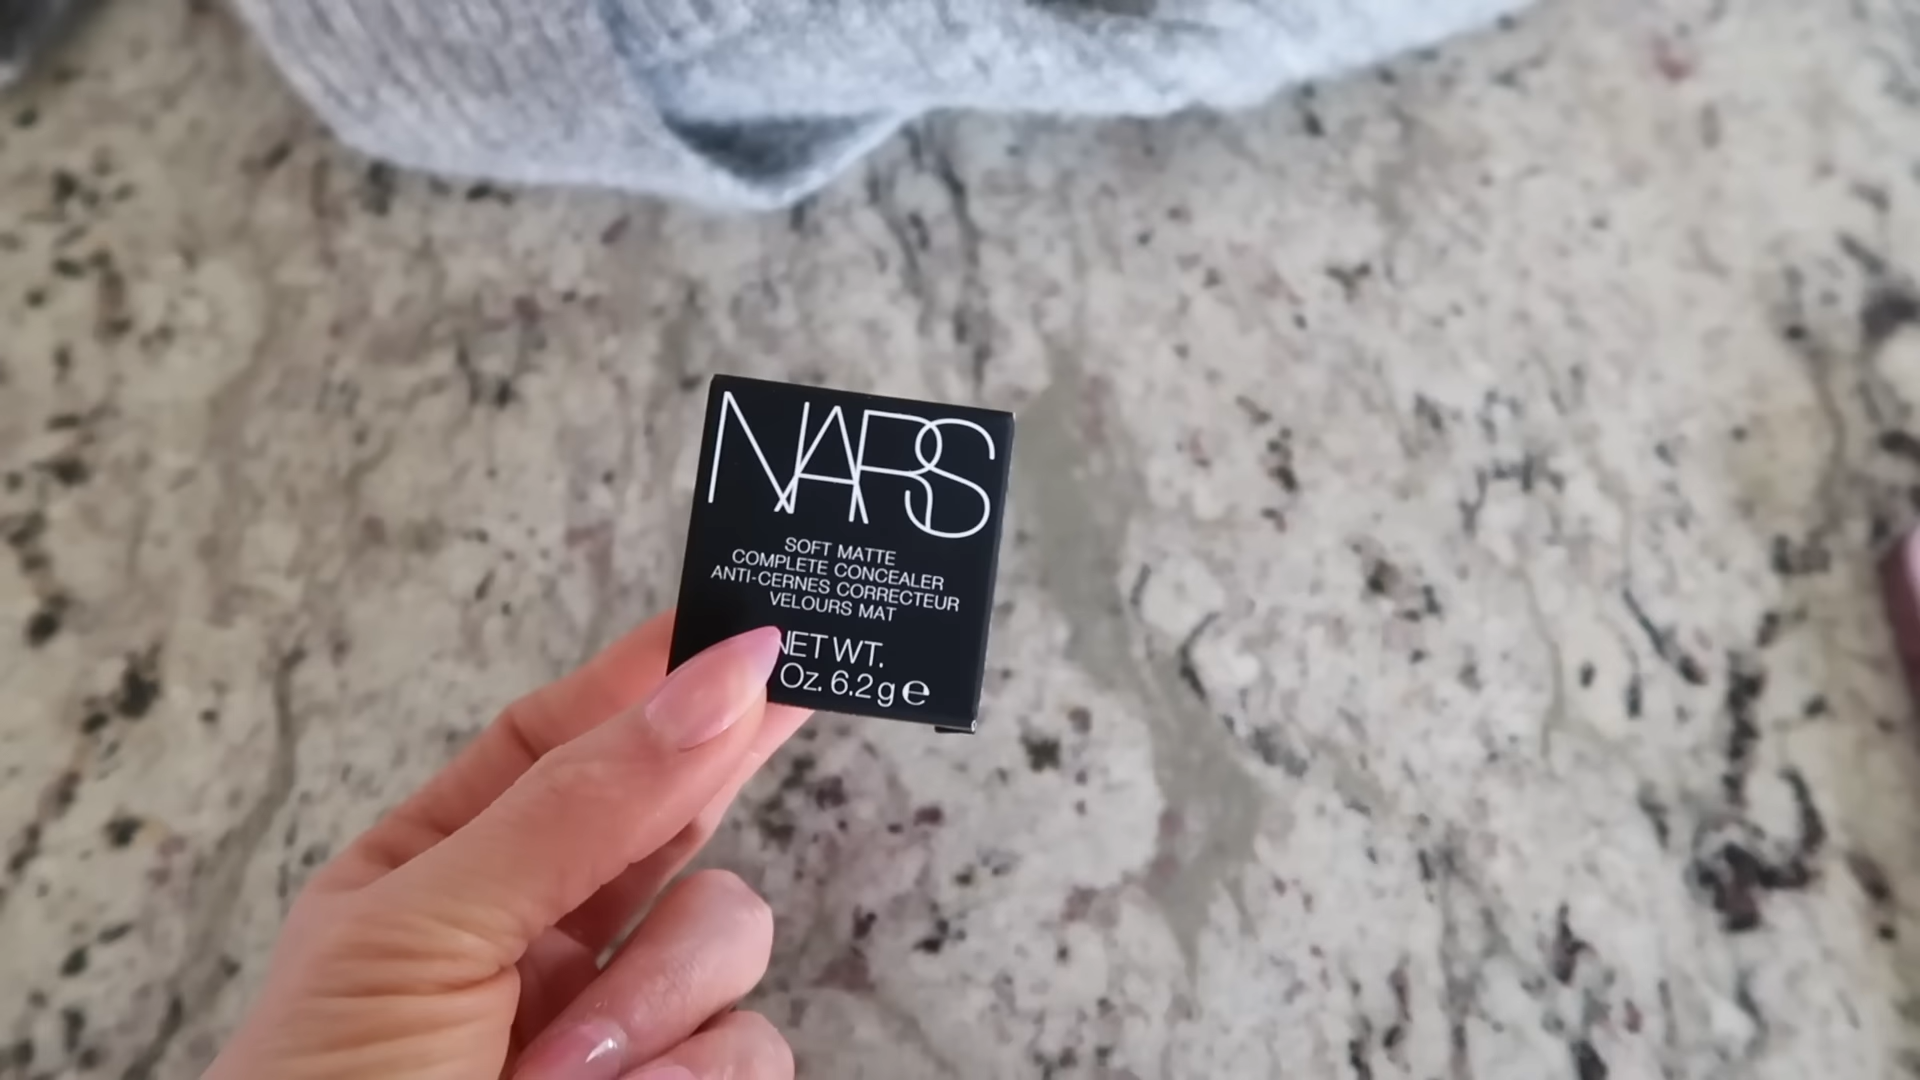 NARS
SOFT MATTE
COMPLETE CONCEALER
ANTI-CERNES CORRECTEUR
VELOURS MAT
NET WT.
Oz. 6.2 g e